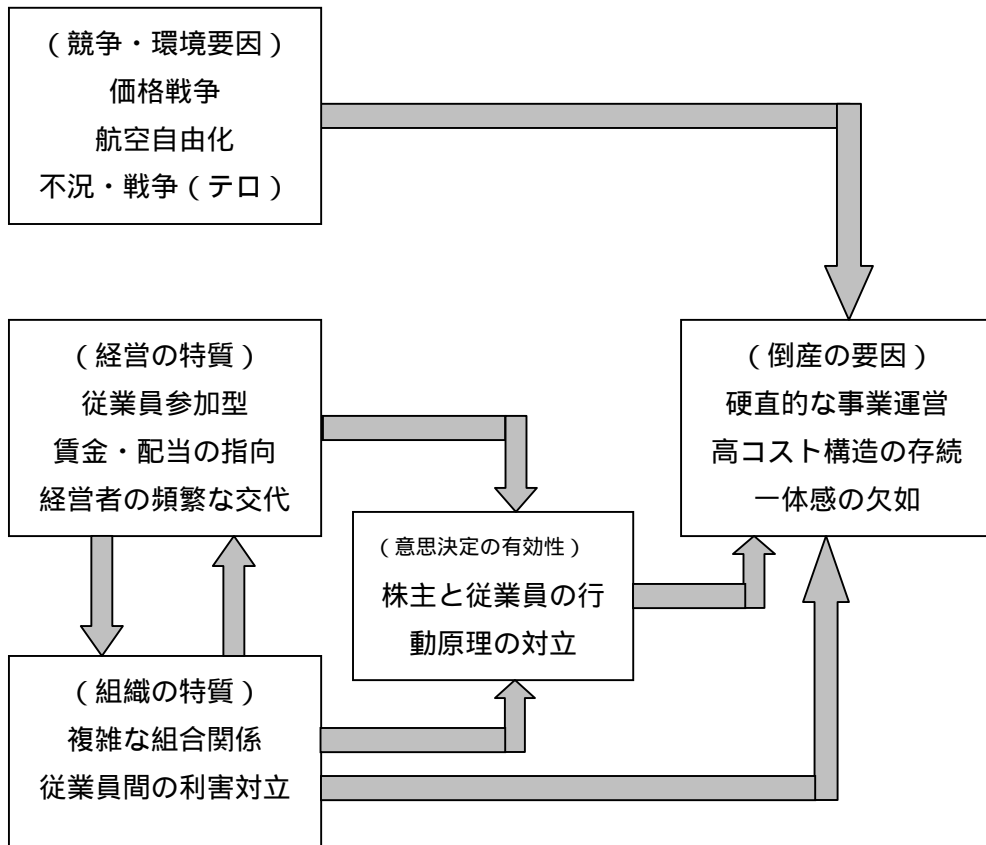 （競争・環境要因）
価格戦争
航空自由化
不況・戦争（テロ）
（経営の特質）
従業員参加型
賃金・配当の指向
経営者の頻繁な交代
（倒産の要因）
硬直的な事業運営
高コスト構造の存続
一体感の欠如
（意思決定の有効性）
株主と従業員の行
動原理の対立
（組織の特質）
複雑な組合関係
従業員間の利害対立